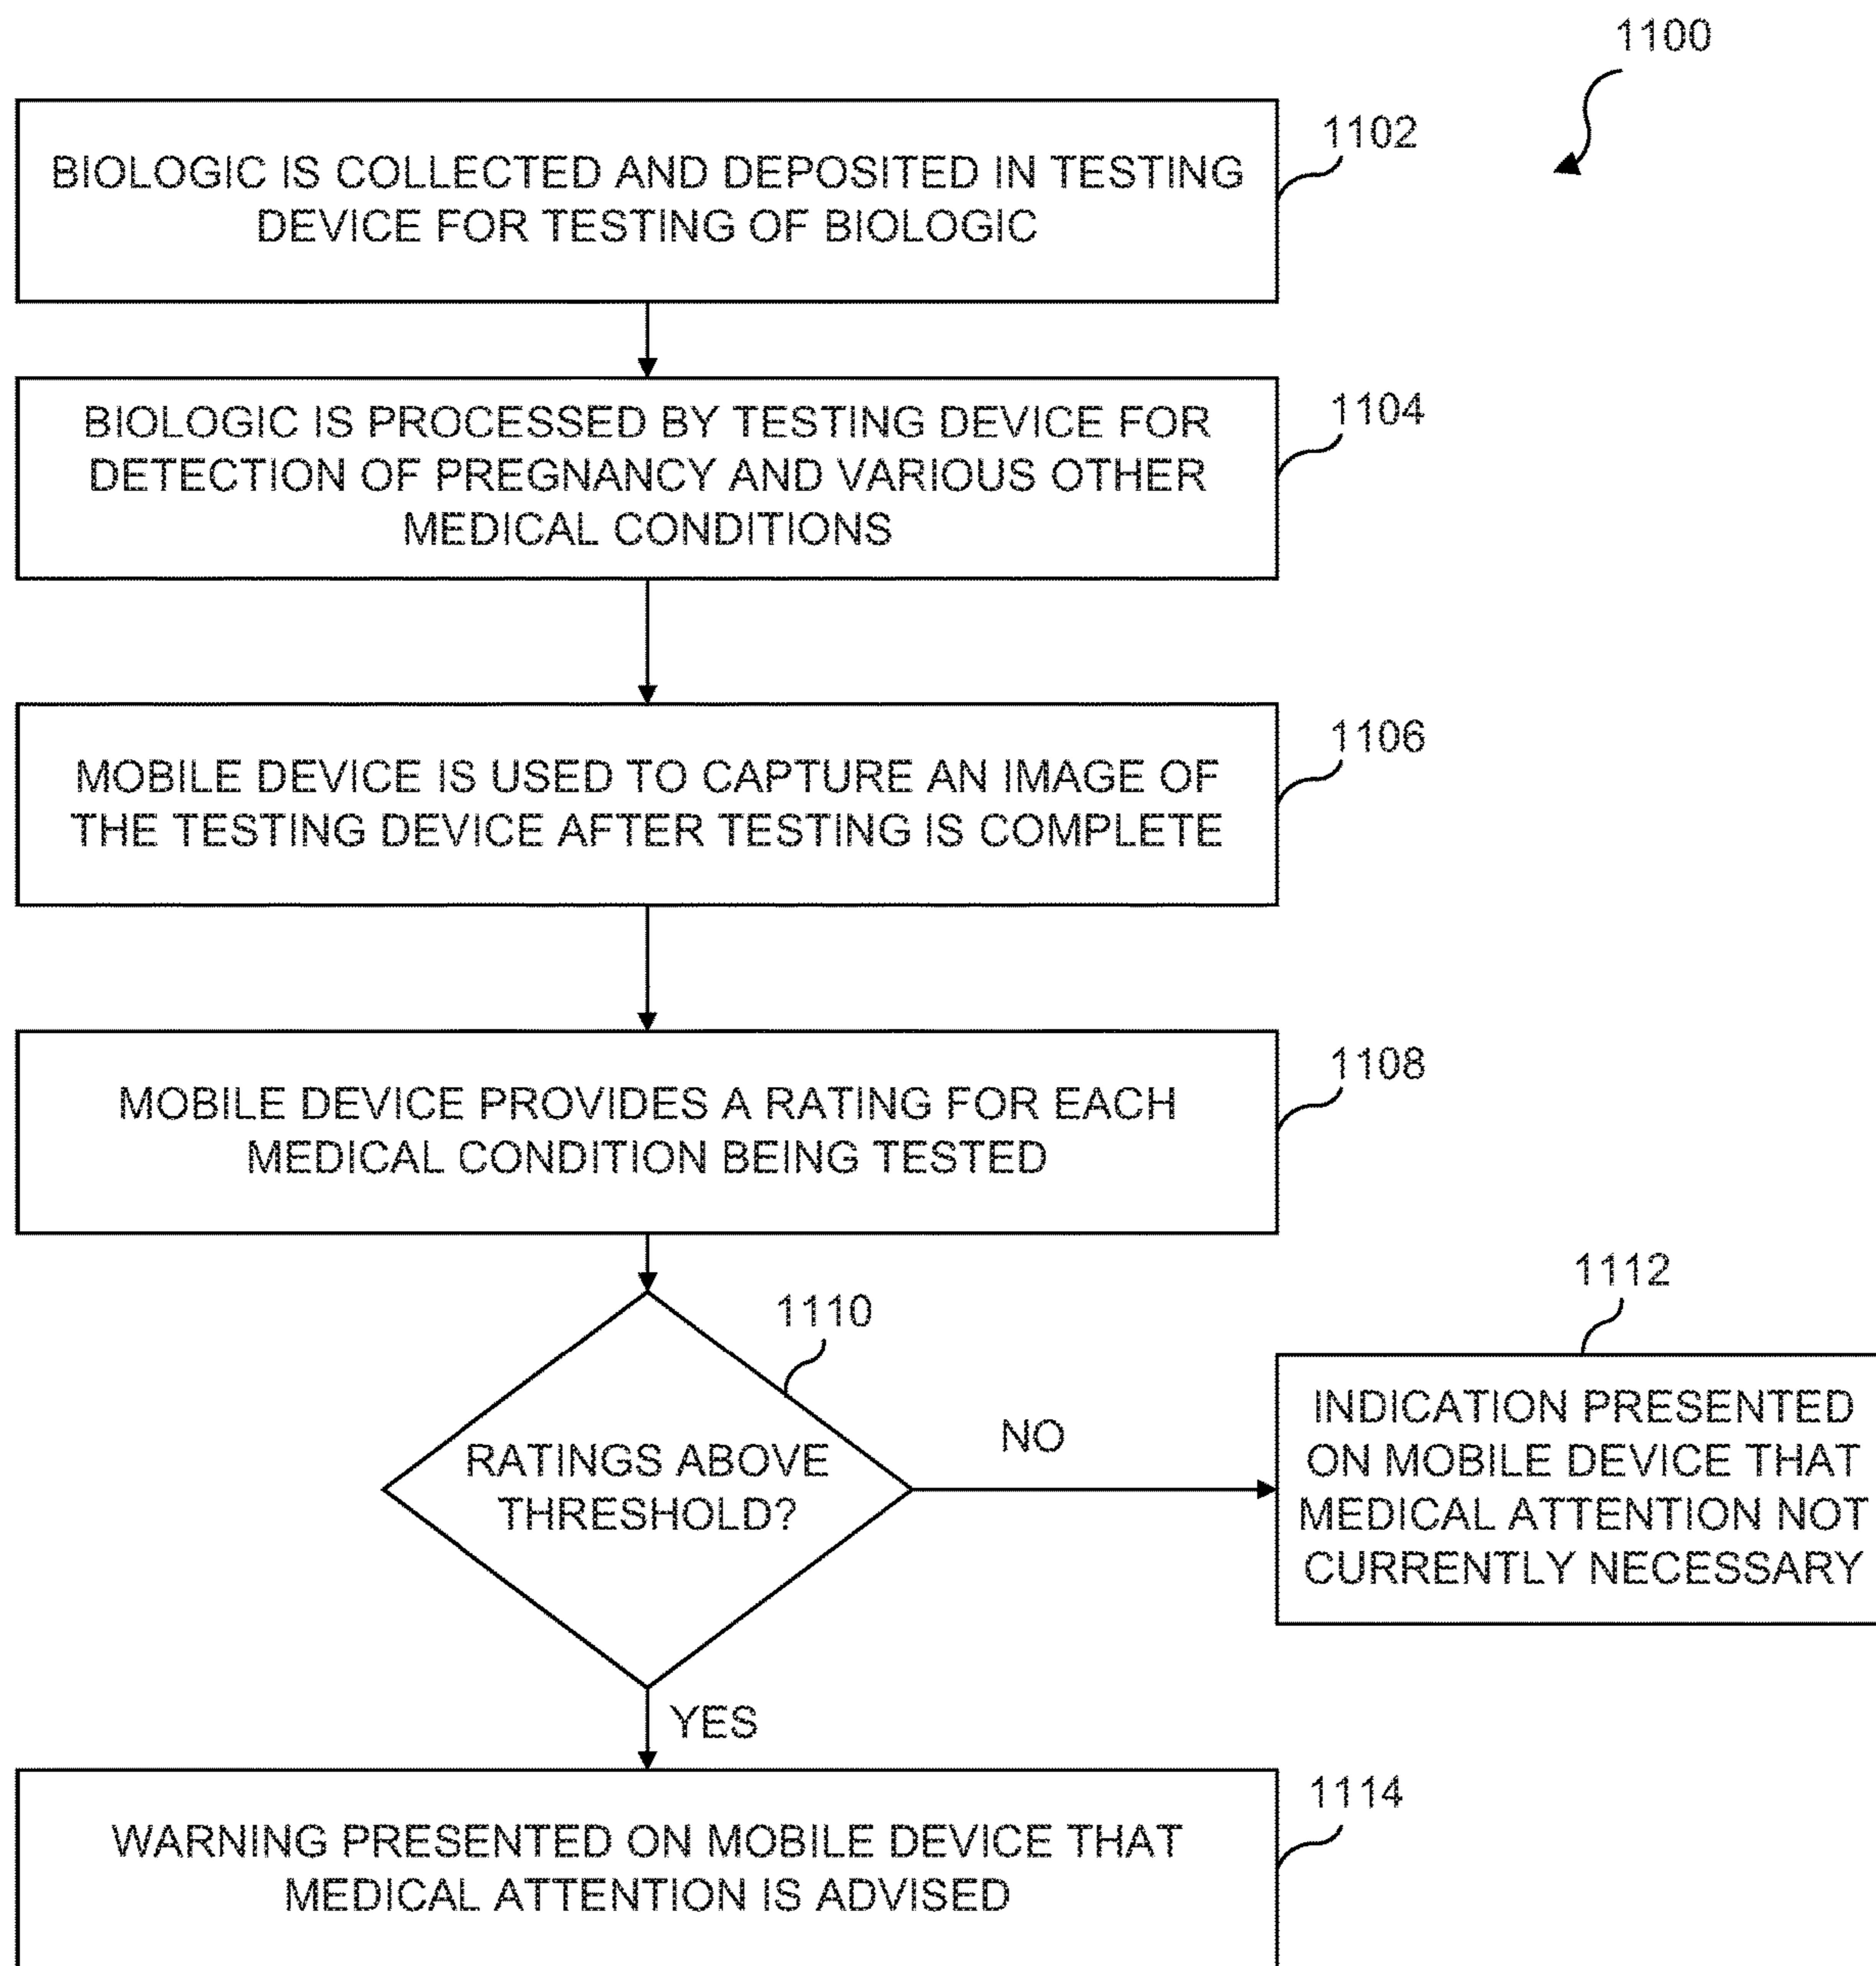 1100
1102
BIOLOGIC IS COLLECTED AND DEPOSITED IN TESTING
DEVICE FOR TESTING OF BIOLOGIC
1104
BIOLOGIC IS PROCESSED BY TESTING DEVICE FOR
DETECTION OF PREGNANCY AND VARIOUS OTHER
MEDICAL CONDITIONS
1106
MOBILE DEVICE IS USED TO CAPTURE AN IMAGE OF
THE TESTING DEVICE AFTER TESTING IS COMPLETE
1108
MOBILE DEVICE PROVIDES A RATING FOR EACH
MEDICAL CONDITION BEING TESTED
1110
RATINGS ABOVE
THRESHOLD?
NO
1112
INDICATION PRESENTED
ON MOBILE DEVICE THAT
MEDICAL ATTENTION NOT
CURRENTLY NECESSARY
YES
1114
WARNING PRESENTED ON MOBILE DEVICE THAT
MEDICAL ATTENTION IS ADVISED